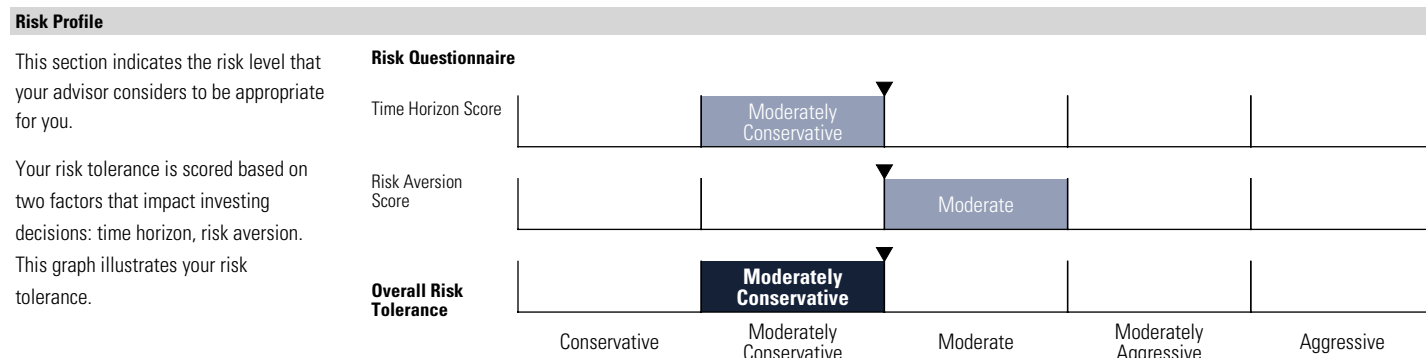 Risk Profile
This section indicates the risk level that
your advisor considers to be appropriate
for you.
Your risk tolerance is scored based on
two factors that impact investing
decisions: time horizon, risk aversion.
This graph illustrates your risk
tolerance.
Risk Questionnaire
Time Horizon Score
Moderately
Conservative
Risk Aversion
Score
Moderate
Overall Risk
Tolerance
Moderately
Conservative
Conservative
Moderately
Conservative
Moderate
Moderately
Aggressive
Aggressive